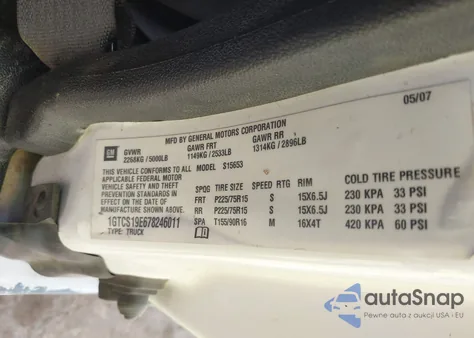 05/07
MFD BY GENERAL MOTORS CORPORATION
GM GVWR GAWR FRT GAWR RR
2268KG / 5000LB 1149KG / 2533LB 1314KG / 2896LB
THIS VEHICLE CONFORMS TO ALL MODEL S15653
APPLICABLE FEDERAL MOTOR
VEHICLE SAFETY, BUMPER, AND THEFT
PREVENTION STANDARDS IN
EFFECT ON THE DATE OF
MANUFACTURE SHOWN ABOVE.
1GTCS19E678246011
TYPE: TRUCK
COLD TIRE PRESSURE
SPOG TIRE SIZE SPEED RTG RIM
FRT P225/75R15 S 15X6.5J 230 KPA 33 PSI
RR P225/75R15 S 15X6.5J 230 KPA 33 PSI
SPA T155/90R16 M 16X4T 420 KPA 60 PSI
autoSnap
Pewne auta z aukcji USA - EU